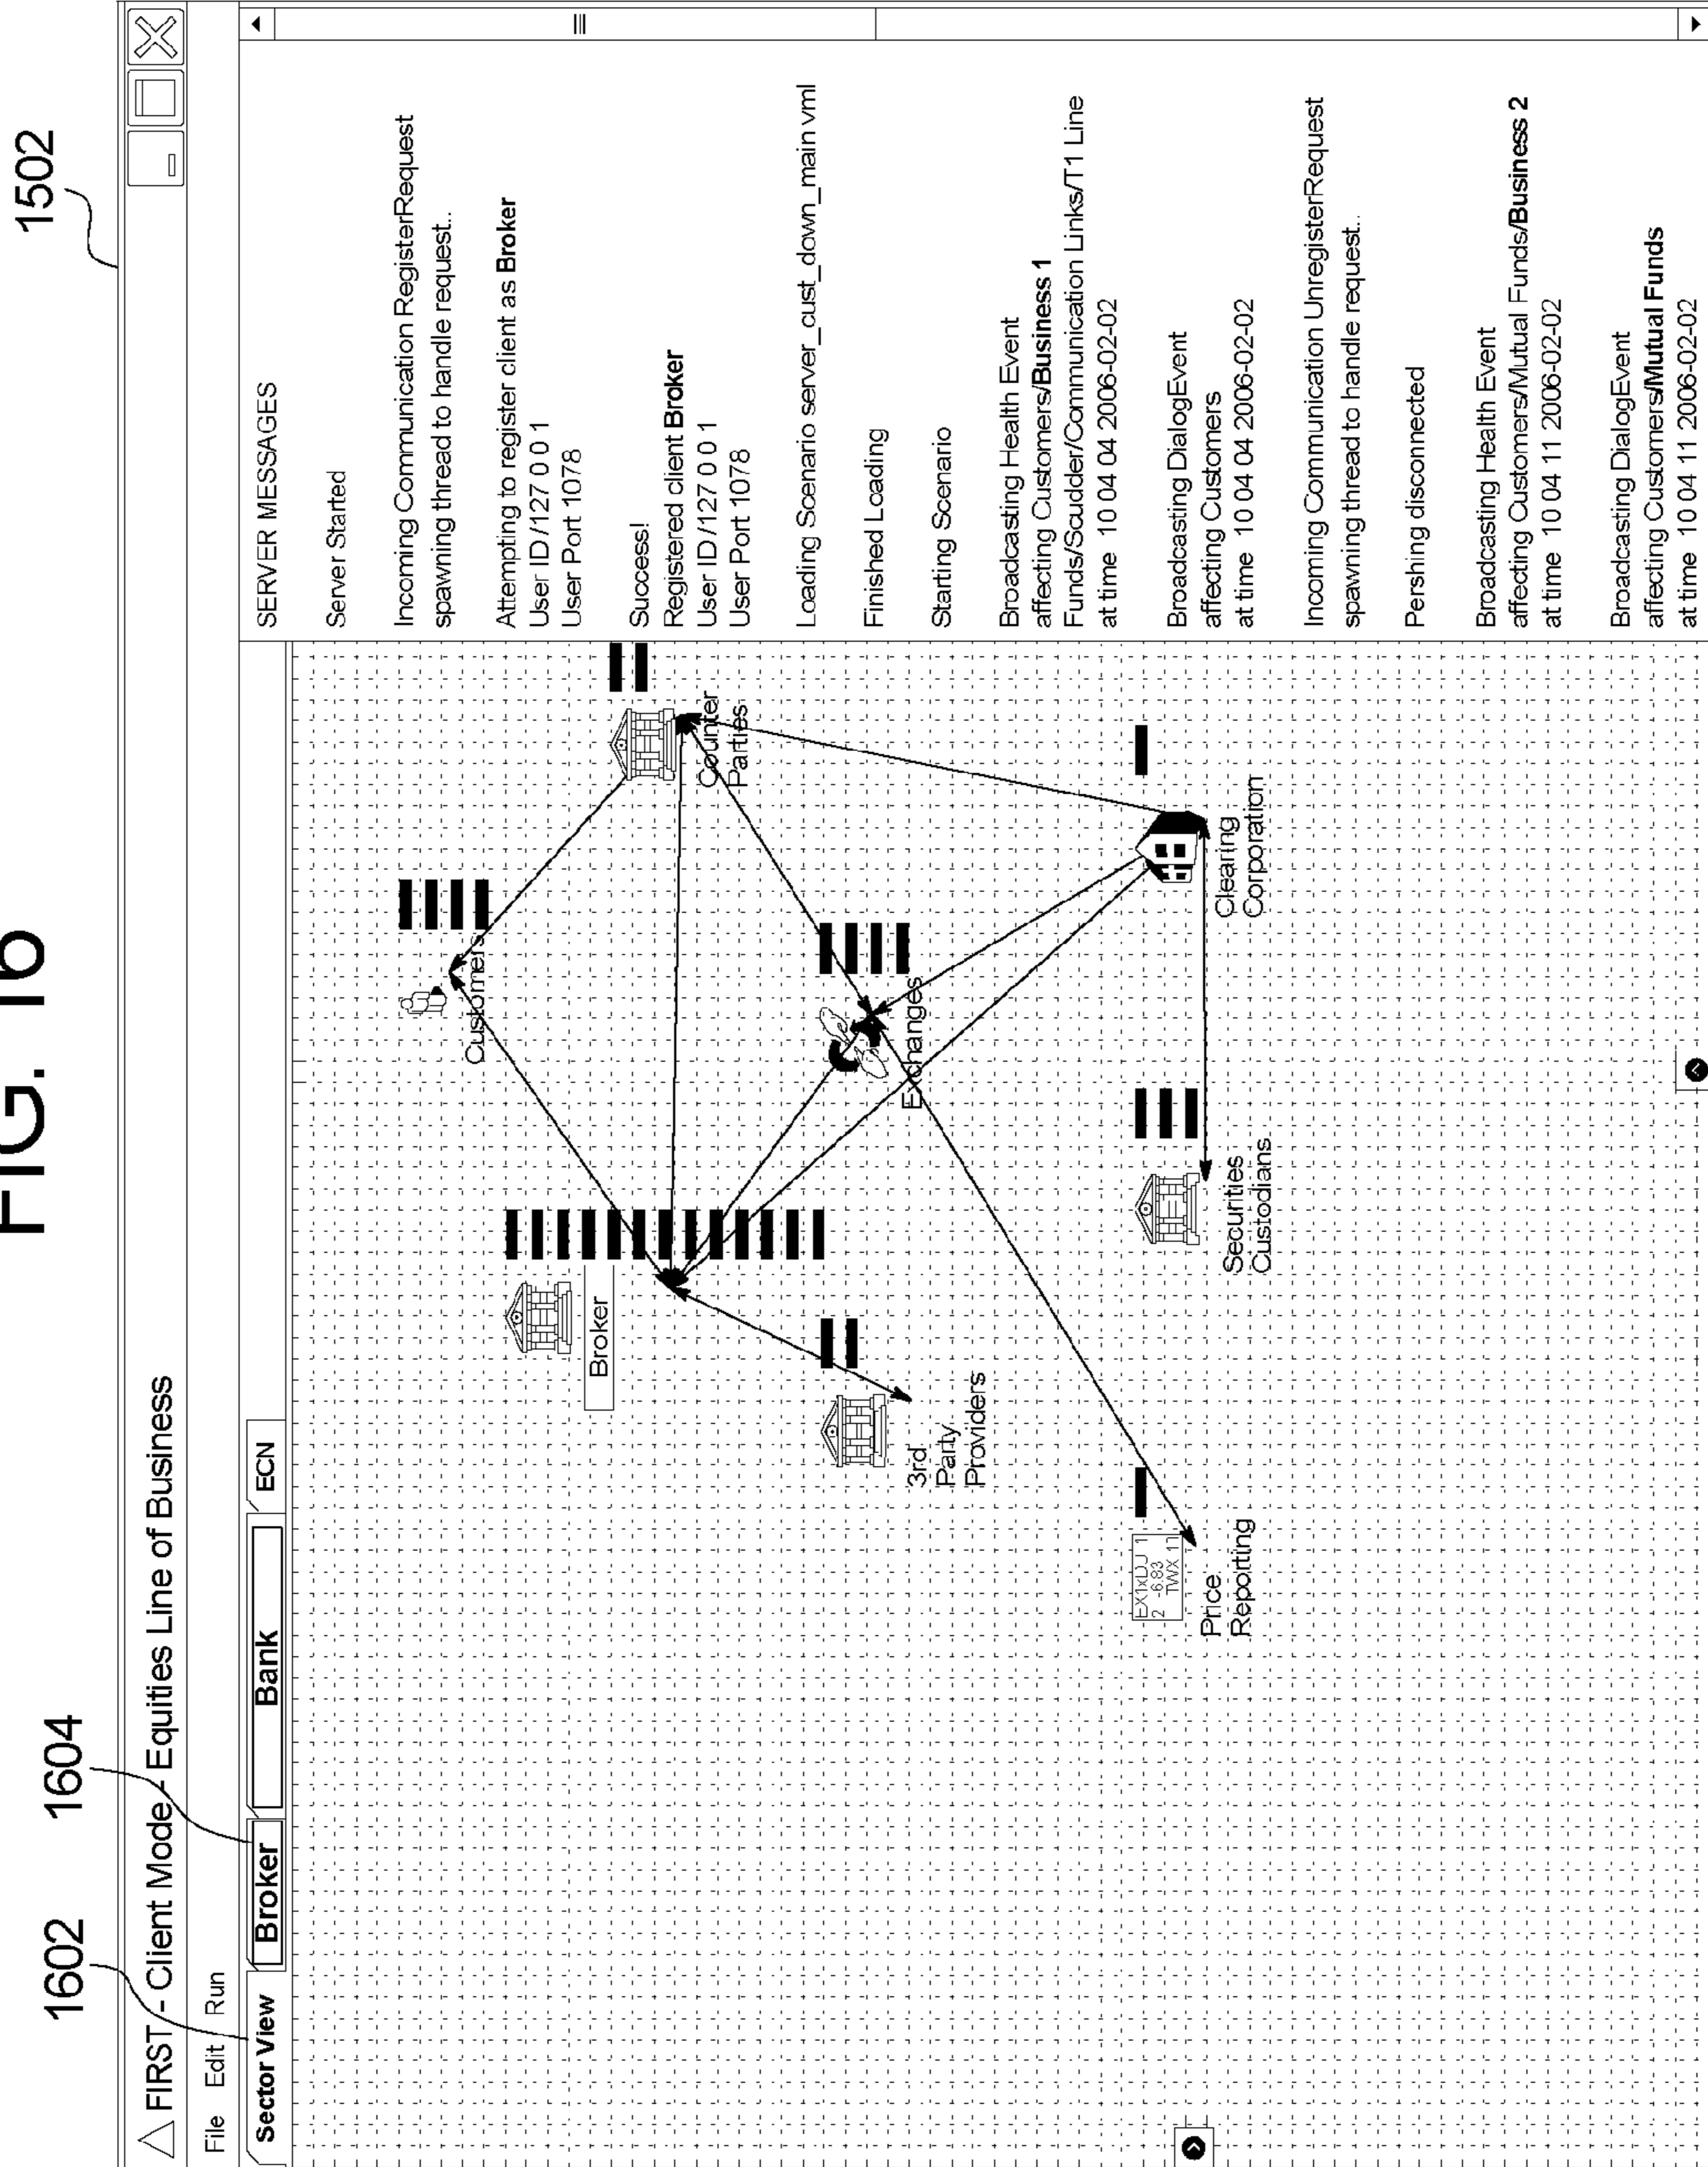 FIG. 16
1602
1604
1502
FIRST - Client Mode - Equities Line of Business
File Edit Run
Sector View
Broker
Bank
ECN
Customers
Broker
Counter
Parties
3rd
Party
Providers
Exchanges
EX1xDJ 1
2 6.83
TWX 11
Price
Reporting
Securities
Custodians
Clearing
Corporation
SERVER MESSAGES
Server Started
Incoming Communication RegisterRequest
spawning thread to handle request..
Attempting to register client as Broker
User ID /127 0 0 1
User Port 1078
Success!
Registered client Broker
User ID /127 0 0 1
User Port 1078
Loading Scenario server_cust_down_main vml
Finished Loading
Starting Scenario
Broadcasting Health Event
affecting Customers/Business 1
Funds/Scudder/Communication Links/T1 Line
at time 10 04 04 2006-02-02
Broadcasting DialogEvent
affecting Customers
at time 10 04 04 2006-02-02
Incoming Communication UnregisterRequest
spawning thread to handle request..
Pershing disconnected
Broadcasting Health Event
affecting Customers/Mutual Funds/Business 2
at time 10 04 11 2006-02-02
Broadcasting DialogEvent
affecting Customers/Mutual Funds
at time 10 04 11 2006-02-02